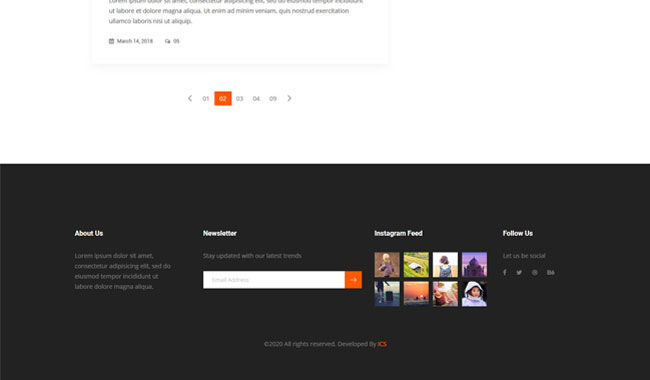 Lorem ipsum dolor sit amet, consectetur adipisicing elit, sed do eiusmod tempor incididunt
ut labore et dolore magna aliqua. Ut enim ad minim veniam, quis nostrud exercitation
ullamco laboris nisi ut aliquip.
March 14, 2018 05
01 02 03 04 09
About Us
Lorem ipsum dolor sit amet,
consectetur adipisicing elit, sed do
eiusmod tempor incididunt ut
labore dolore magna aliqua.
Newsletter
Stay updated with our latest trends
Email Address
Instagram Feed
Follow Us
Let us be social
©2020 All rights reserved. Developed By ICS